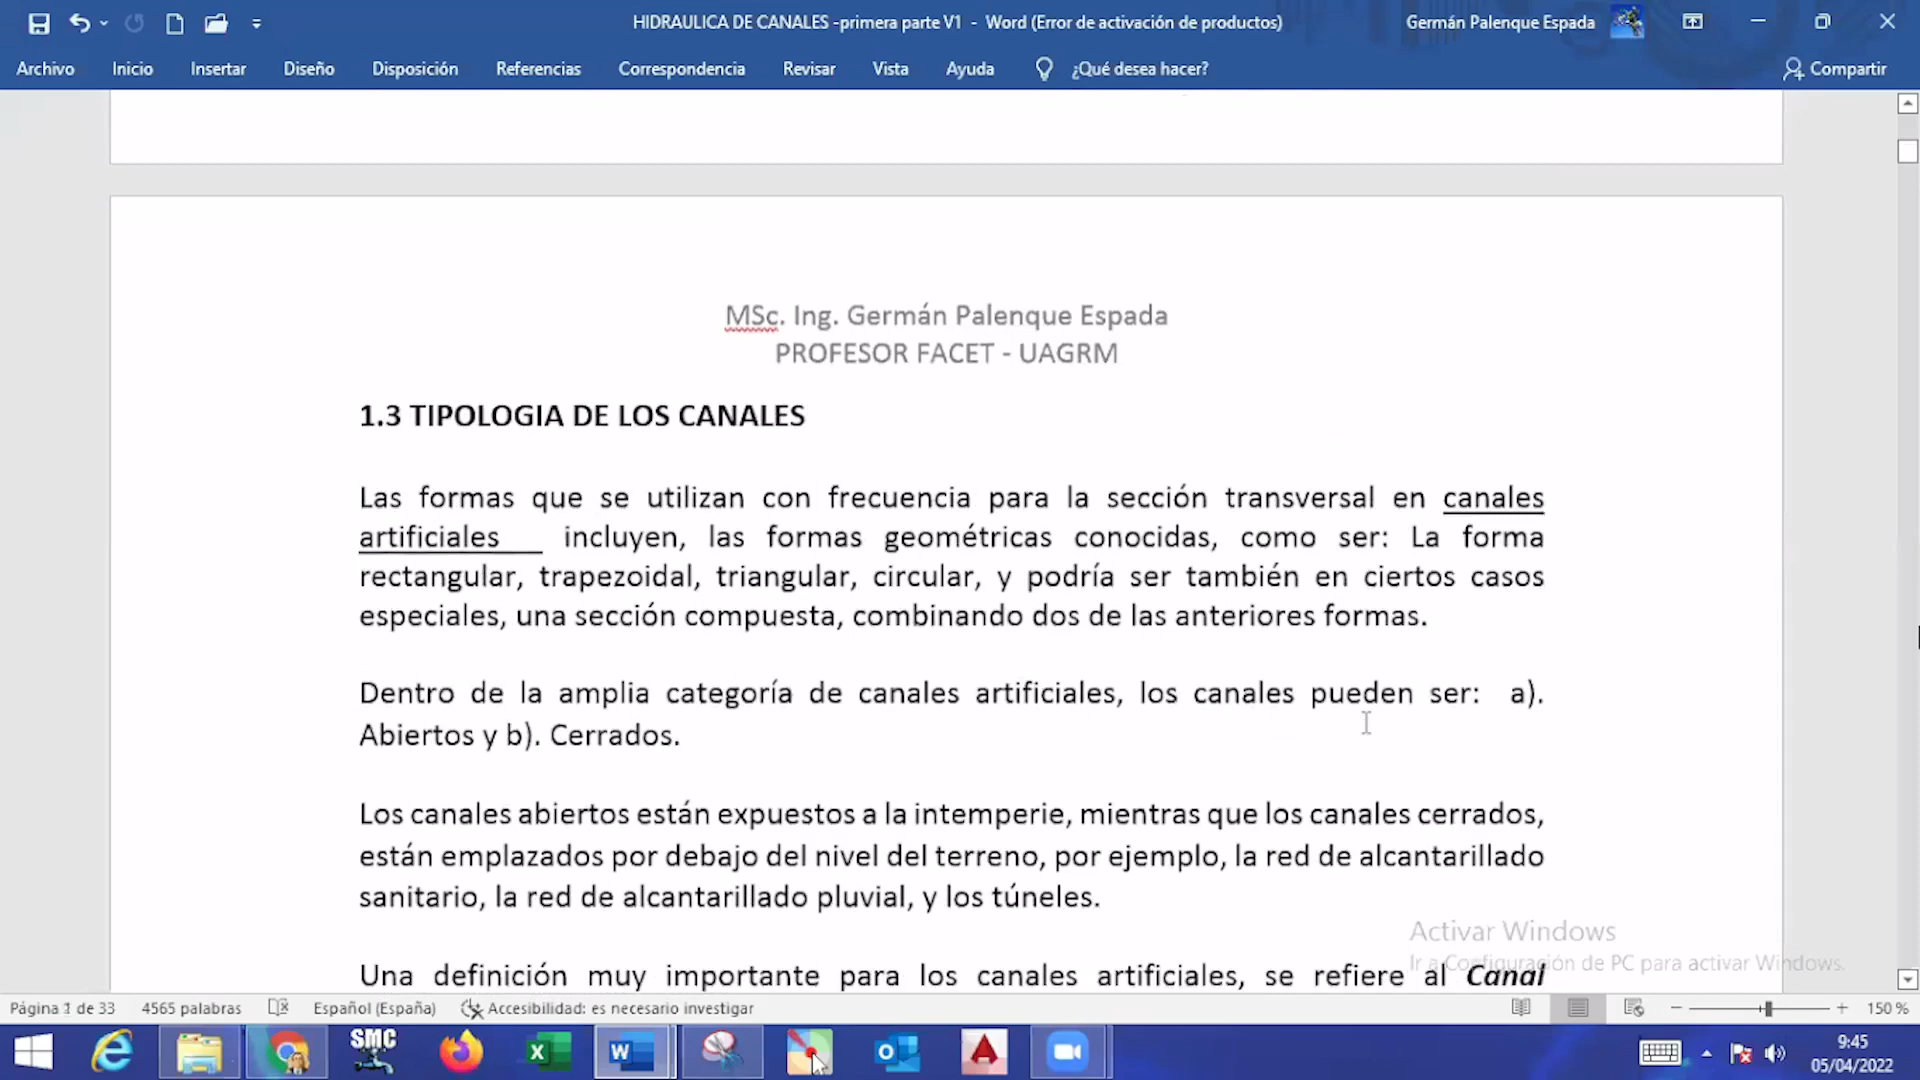 HIDRAULICA DE CANALES -primera parte V1 - Word (Error de activación de productos)
Germán Palenque Espada
Archivo Inicio Insertar Diseño Disposición Referencias Correspondencia Revisar Vista Ayuda ¿Qué desea hacer? Compartir
MSc. Ing. Germán Palenque Espada
PROFESOR FACET - UAGRM
1.3 TIPOLOGIA DE LOS CANALES
Las formas que se utilizan con frecuencia para la sección transversal en canales
artificiales incluyen, las formas geométricas conocidas, como ser: La forma
rectangular, trapezoidal, triangular, circular, y podría ser también en ciertos casos
especiales, una sección compuesta, combinando dos de las anteriores formas.
Dentro de la amplia categoría de canales artificiales, los canales pueden ser: a).
Abiertos y b). Cerrados.
Los canales abiertos están expuestos a la intemperie, mientras que los canales cerrados,
están emplazados por debajo del nivel del terreno, por ejemplo, la red de alcantarillado
sanitario, la red de alcantarillado pluvial, y los túneles.
Una definición muy importante para los canales artificiales, se refiere al Canal
Activar Windows
Ir a Configuración de PC para activar Windows.
Página 1 de 33 4565 palabras Español (España) Accesibilidad: es necesario investigar 150 %
SMC
9:45
05/04/2022